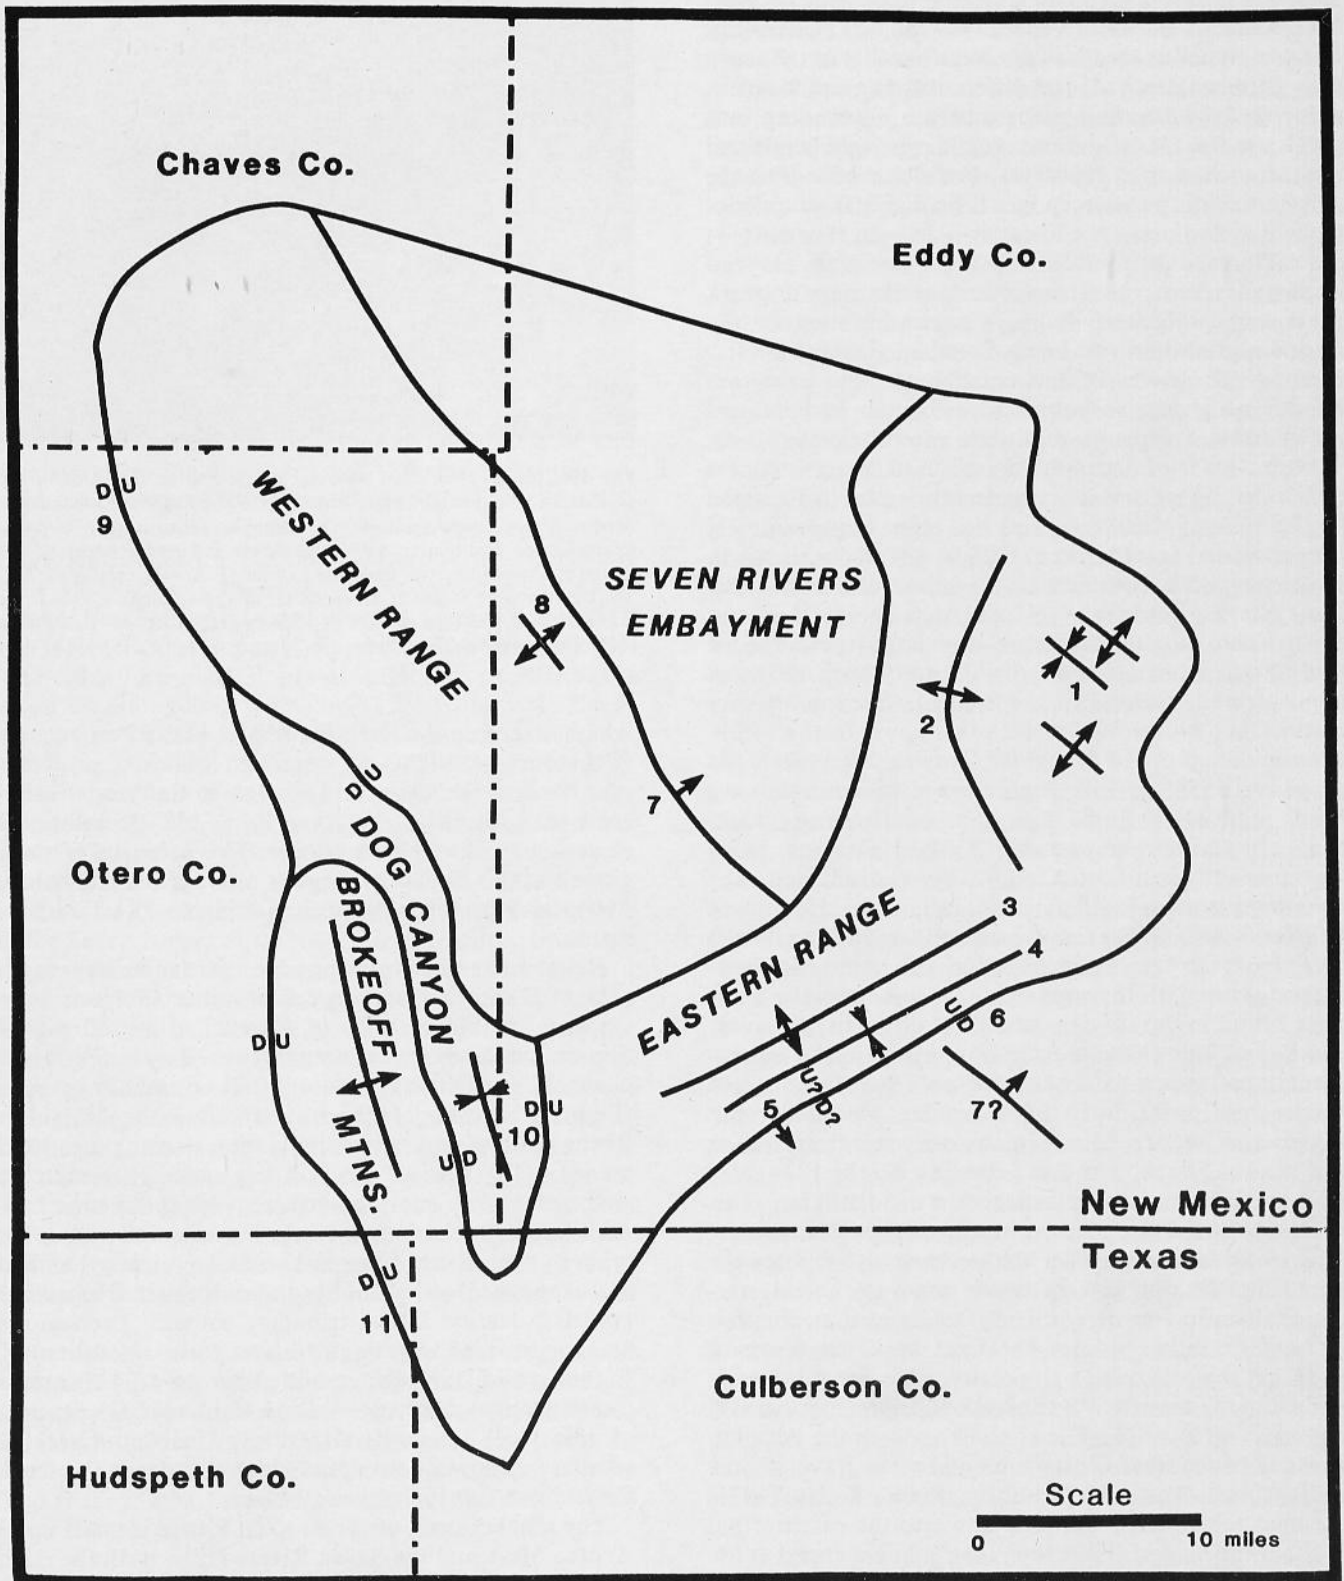 Chaves Co.
Eddy Co.
D U
9
WESTERN RANGE
8
SEVEN RIVERS
EMBAYMENT
1
2
U
D
7
DOG CANYON
Otero Co.
BROKEOFF MTNS.
EASTERN RANGE
3
4
U
D
6
D U
U?
D?
5
D U
10
7?
U D
New Mexico
Texas
U
D
11
Culberson Co.
Hudspeth Co.
Scale
0
10 miles